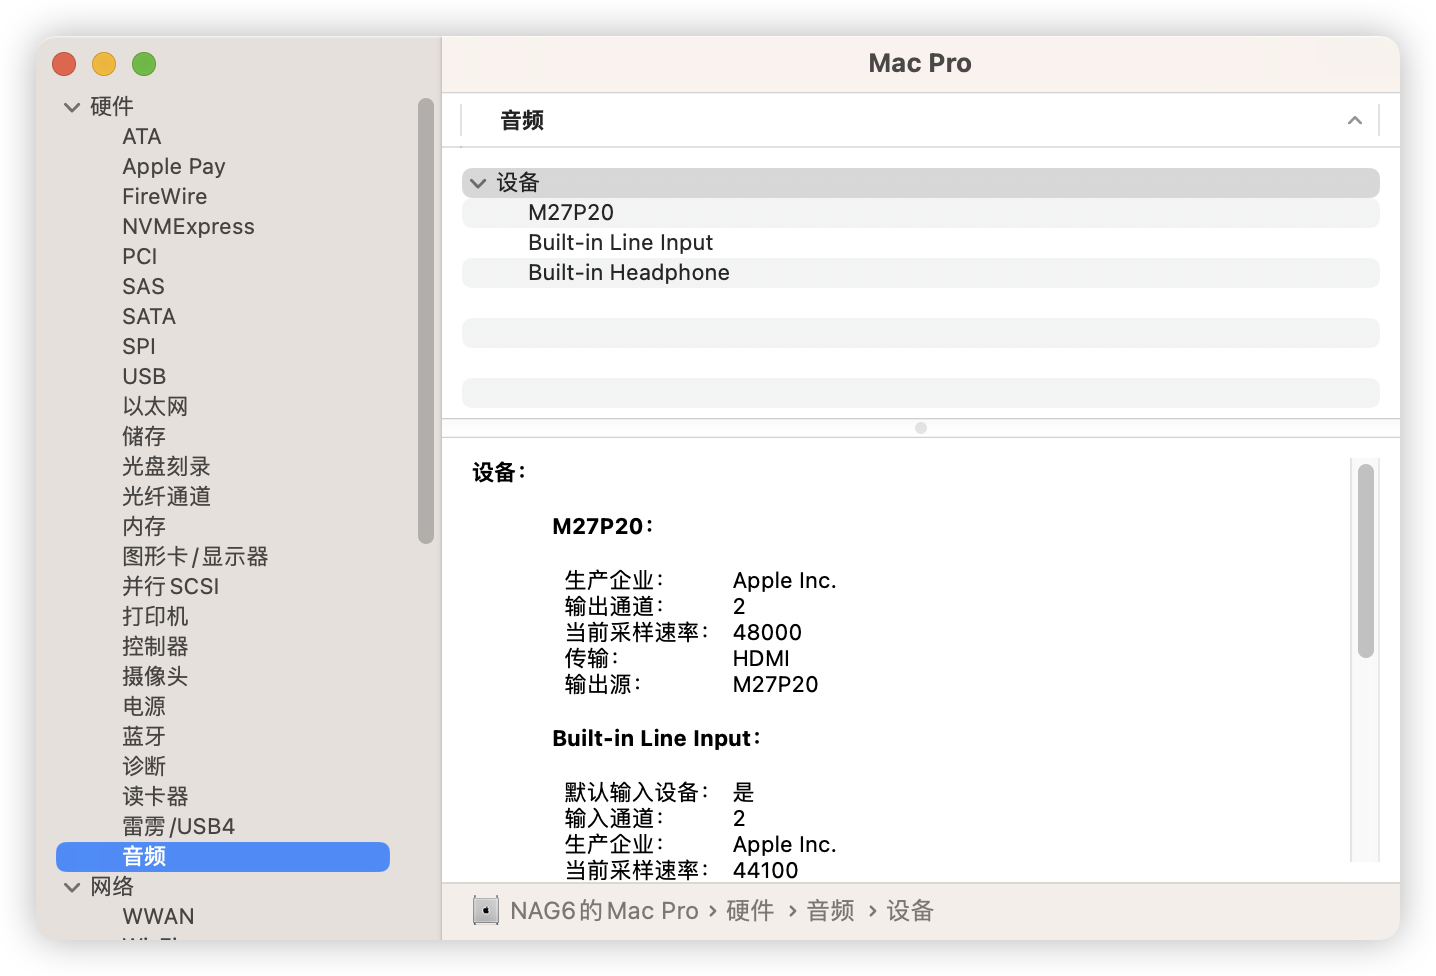 硬件
ATA
Apple Pay
FireWire
NVMExpress
PCI
SAS
SATA
SPI
USB
以太网
储存
光盘刻录
光纤通道
内存
图形卡/显示器
并行SCSI
打印机
控制器
摄像头
电源
蓝牙
诊断
读卡器
雷雳/USB4
音频
网络
WWAN
Mac Pro
音频
设备
M27P20
Built-in Line Input
Built-in Headphone
设备：
M27P20：
生产企业： Apple Inc.
输出通道： 2
当前采样速率： 48000
传输： HDMI
输出源： M27P20
Built-in Line Input：
默认输入设备： 是
输入通道： 2
生产企业： Apple Inc.
当前采样速率： 44100
NAG6的Mac Pro › 硬件 › 音频 › 设备